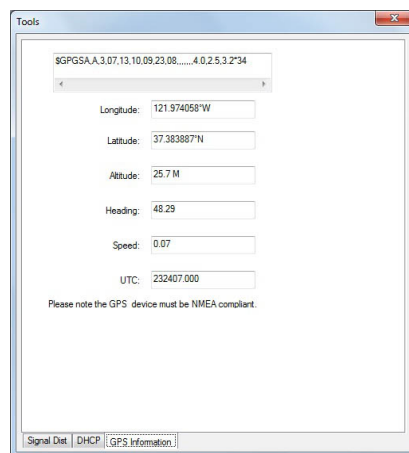 Tools
$GPGSA,A,3,07,13,10,09,23,08,,,,,,,4.0,2.5,3.2*34
Longitude: 121.974058°W
Latitude: 37.383887°N
Altitude: 25.7 M
Heading: 48.29
Speed: 0.07
UTC: 232407.000
Please note the GPS device must be NMEA compliant.
Signal Dist DHCP GPS Information